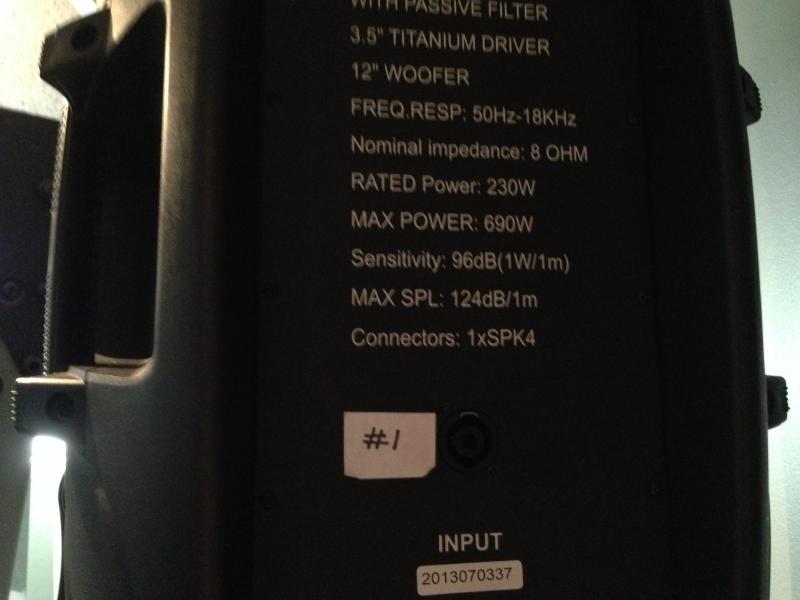 WITH PASSIVE FILTER
3.5" TITANIUM DRIVER
12" WOOFER
FREQ.RESP: 50Hz-18KHz
Nominal impedance: 8 OHM
RATED Power: 230W
MAX POWER: 690W
Sensitivity: 96dB(1W/1m)
MAX SPL: 124dB/1m
Connectors: 1xSPK4
#1
INPUT
2013070337